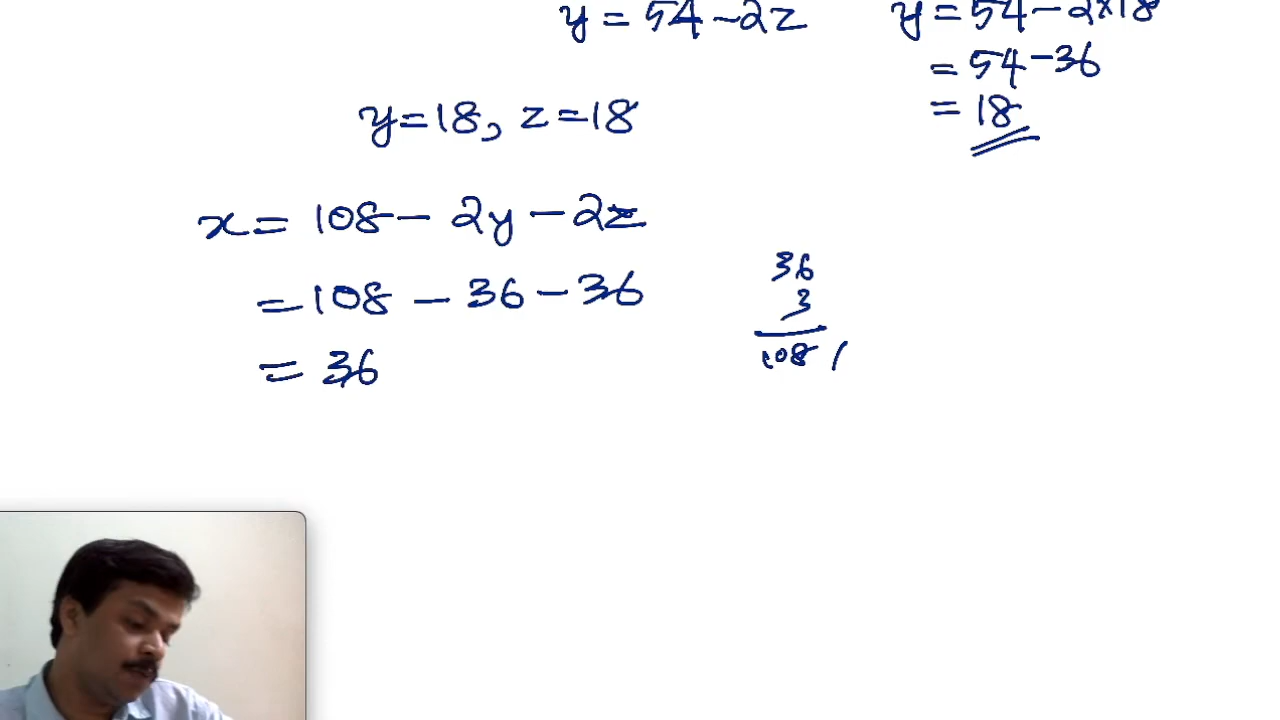 y = 54 - 2z
y = 54 - 2×18
= 54 - 36
= 18
y = 18, z = 18
x = 108 - 2y - 2z
= 108 - 36 - 36
= 36
36
3
108